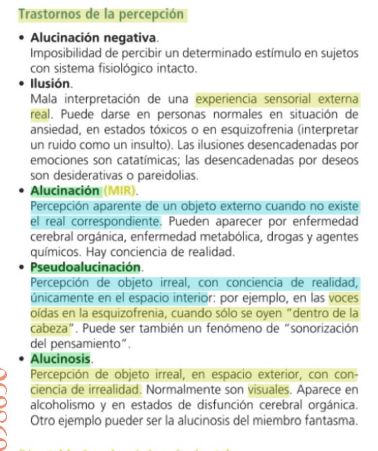 Trastornos de la percepción
• Alucinación negativa.
Imposibilidad de percibir un determinado estímulo en sujetos
con sistema fisiológico intacto.
• Ilusión.
Mala interpretación de una experiencia sensorial externa
real. Puede darse en personas normales en situación de
ansiedad, en estados tóxicos o en esquizofrenia (interpretar
un ruido como un insulto). Las ilusiones desencadenadas por
emociones son catatímicas; las desencadenadas por deseos
son desiderativas o pareidolias.
• Alucinación (MIR).
Percepción aparente de un objeto externo cuando no existe
el real correspondiente. Pueden aparecer por enfermedad
cerebral orgánica, enfermedad metabólica, drogas y agentes
químicos. Hay conciencia de realidad.
• Pseudoalucinación.
Percepción de objeto irreal, con conciencia de realidad,
únicamente en el espacio interior: por ejemplo, en las voces
oídas en la esquizofrenia, cuando sólo se oyen “dentro de la
cabeza”. Puede ser también un fenómeno de “sonorización
del pensamiento”.
• Alucinosis.
Percepción de objeto irreal, en espacio exterior, con con-
ciencia de irrealidad. Normalmente son visuales. Aparece en
alcoholismo y en estados de disfunción cerebral orgánica.
Otro ejemplo pueder ser la alucinosis del miembro fantasma.